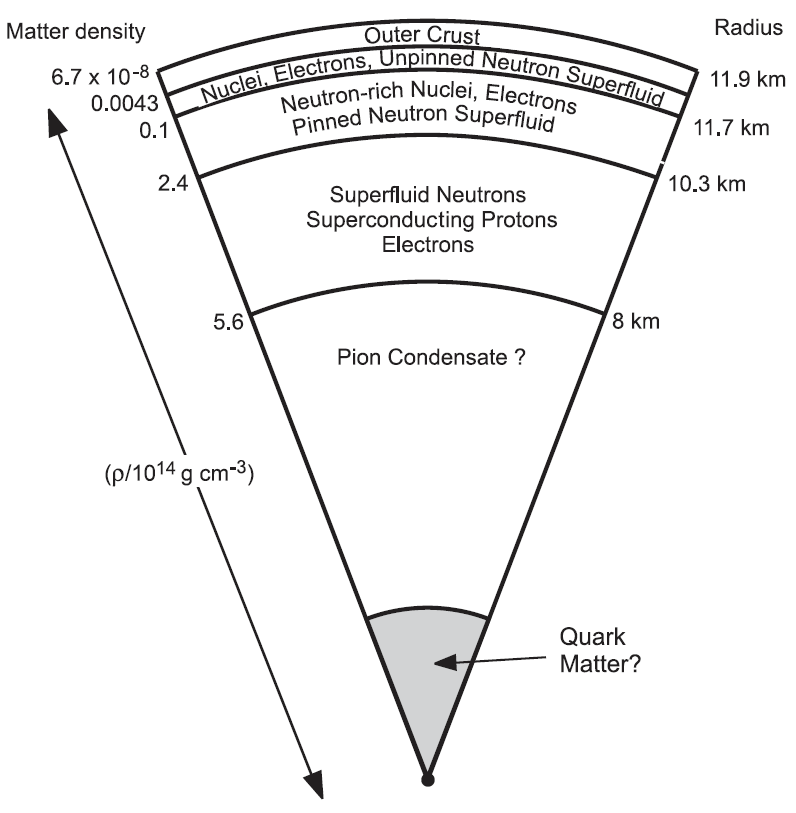 Matter density
Radius
Outer Crust
6.7 x 10⁻⁸
11.9 km
Nuclei, Electrons, Unpinned Neutron Superfluid
0.0043
Neutron-rich Nuclei, Electrons
Pinned Neutron Superfluid
0.1
11.7 km
2.4
10.3 km
Superfluid Neutrons
Superconducting Protons
Electrons
5.6
8 km
Pion Condensate ?
(ρ/10¹⁴ g cm⁻³)
Quark
Matter?